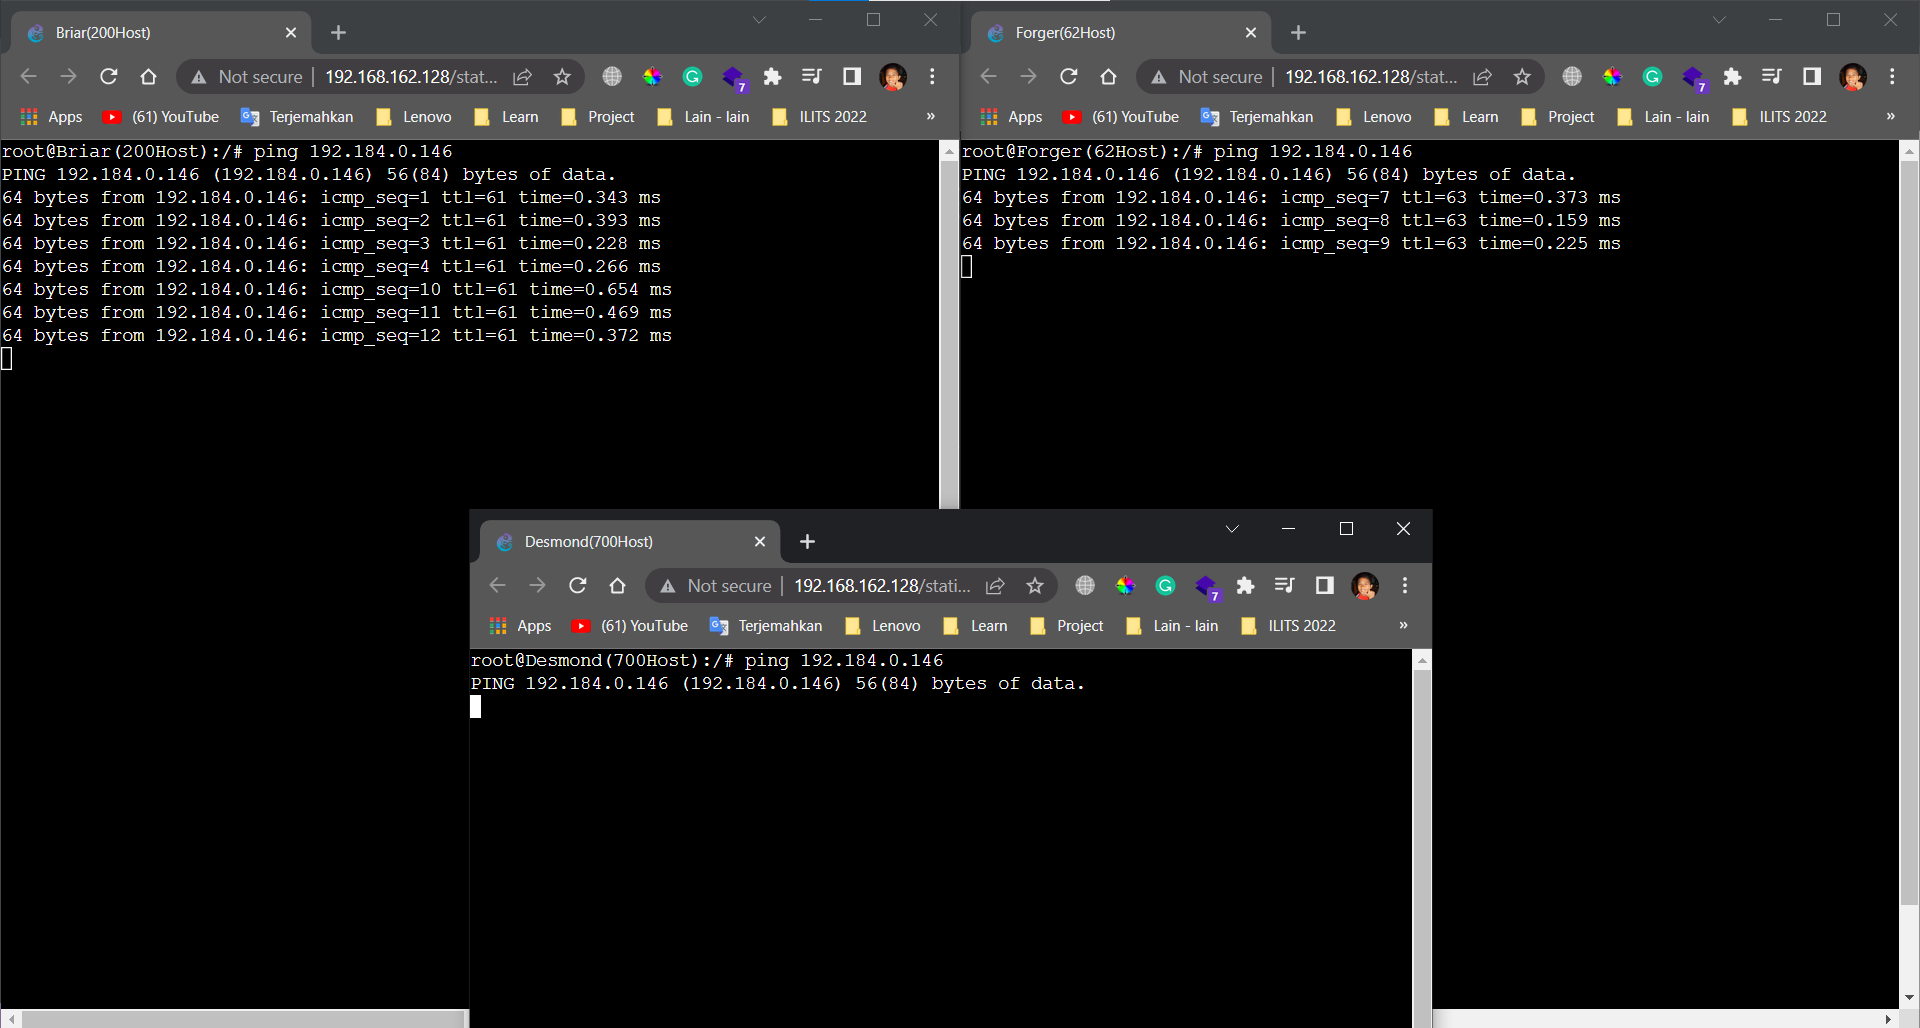 Briar(200Host)
Not secure | 192.168.162.128/stat...
7
Apps (61) YouTube Terjemahkan Lenovo Learn Project Lain - lain ILITS 2022 »
root@Briar(200Host):/# ping 192.184.0.146
PING 192.184.0.146 (192.184.0.146) 56(84) bytes of data.
64 bytes from 192.184.0.146: icmp_seq=1 ttl=61 time=0.343 ms
64 bytes from 192.184.0.146: icmp_seq=2 ttl=61 time=0.393 ms
64 bytes from 192.184.0.146: icmp_seq=3 ttl=61 time=0.228 ms
64 bytes from 192.184.0.146: icmp_seq=4 ttl=61 time=0.266 ms
64 bytes from 192.184.0.146: icmp_seq=10 ttl=61 time=0.654 ms
64 bytes from 192.184.0.146: icmp_seq=11 ttl=61 time=0.469 ms
64 bytes from 192.184.0.146: icmp_seq=12 ttl=61 time=0.372 ms
Forger(62Host)
Not secure | 192.168.162.128/stat...
7
Apps (61) YouTube Terjemahkan Lenovo Learn Project Lain - lain ILITS 2022 »
root@Forger(62Host):/# ping 192.184.0.146
PING 192.184.0.146 (192.184.0.146) 56(84) bytes of data.
64 bytes from 192.184.0.146: icmp_seq=7 ttl=63 time=0.373 ms
64 bytes from 192.184.0.146: icmp_seq=8 ttl=63 time=0.159 ms
64 bytes from 192.184.0.146: icmp_seq=9 ttl=63 time=0.225 ms
Desmond(700Host)
Not secure | 192.168.162.128/stati...
7
Apps (61) YouTube Terjemahkan Lenovo Learn Project Lain - lain ILITS 2022 »
root@Desmond(700Host):/# ping 192.184.0.146
PING 192.184.0.146 (192.184.0.146) 56(84) bytes of data.